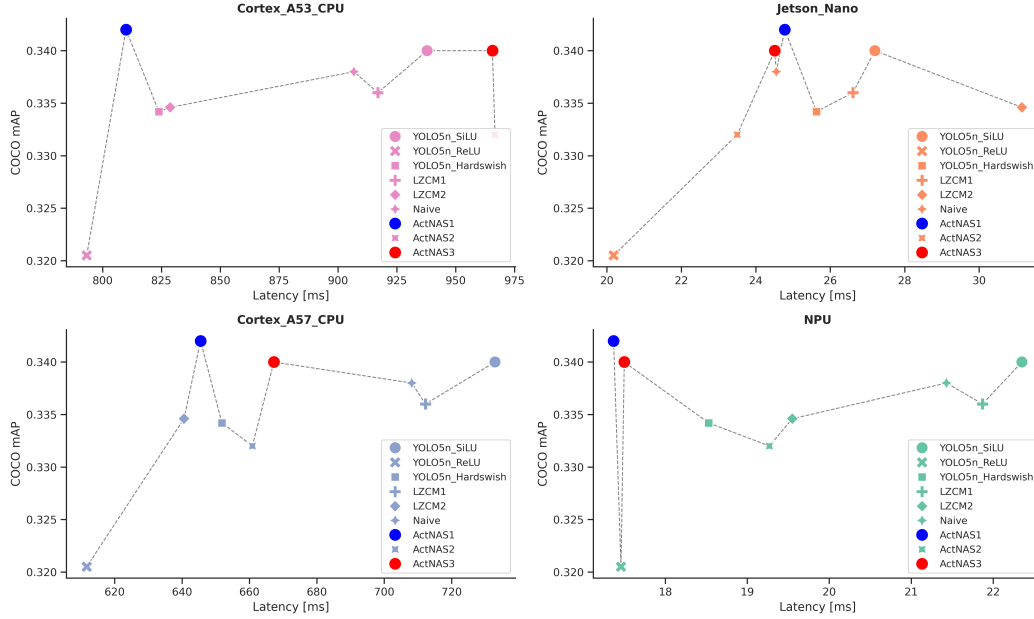 Cortex_A53_CPU
COCO mAP
0.340
0.335
0.330
0.325
0.320
YOLO5n_SiLU
YOLO5n_ReLU
YOLO5n_Hardswish
LZCM1
LZCM2
Naive
ActNAS1
ActNAS2
ActNAS3
800 825 850 875 900 925 950 975
Latency [ms]
Jetson_Nano
COCO mAP
0.340
0.335
0.330
0.325
0.320
YOLO5n_SiLU
YOLO5n_ReLU
YOLO5n_Hardswish
LZCM1
LZCM2
Naive
ActNAS1
ActNAS2
ActNAS3
20 22 24 26 28 30
Latency [ms]
Cortex_A57_CPU
COCO mAP
0.340
0.335
0.330
0.325
0.320
YOLO5n_SiLU
YOLO5n_ReLU
YOLO5n_Hardswish
LZCM1
LZCM2
Naive
ActNAS1
ActNAS2
ActNAS3
620 640 660 680 700 720
Latency [ms]
NPU
COCO mAP
0.340
0.335
0.330
0.325
0.320
YOLO5n_SiLU
YOLO5n_ReLU
YOLO5n_Hardswish
LZCM1
LZCM2
Naive
ActNAS1
ActNAS2
ActNAS3
18 19 20 21 22
Latency [ms]